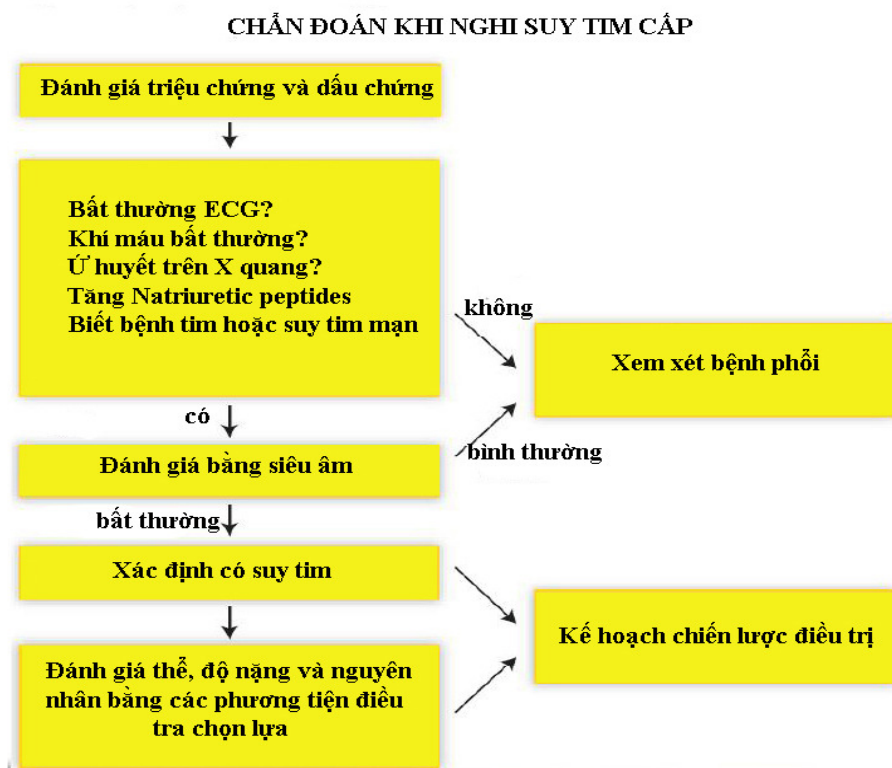 CHẨN ĐOÁN KHI NGHI SUY TIM CẤP
Đánh giá triệu chứng và dấu chứng
Bất thường ECG?
Khí máu bất thường?
Ứ huyết trên X quang?
Tăng Natriuretic peptides
Biết bệnh tim hoặc suy tim mạn
không
Xem xét bệnh phổi
có
Đánh giá bằng siêu âm
bình thường
bất thường
Xác định có suy tim
Kế hoạch chiến lược điều trị
Đánh giá thể, độ nặng và nguyên
nhân bằng các phương tiện điều
tra chọn lựa